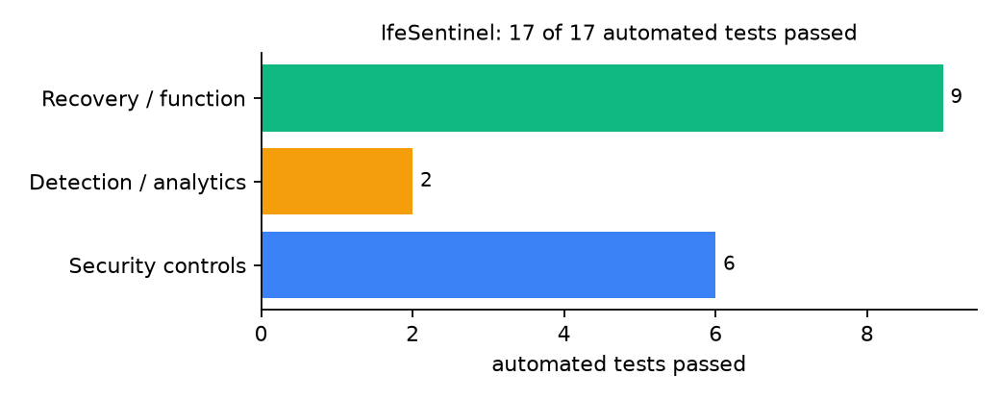 IfeSentinel: 17 of 17 automated tests passed
Recovery / function
9
Detection / analytics
2
Security controls
6
0 2 4 6 8
automated tests passed